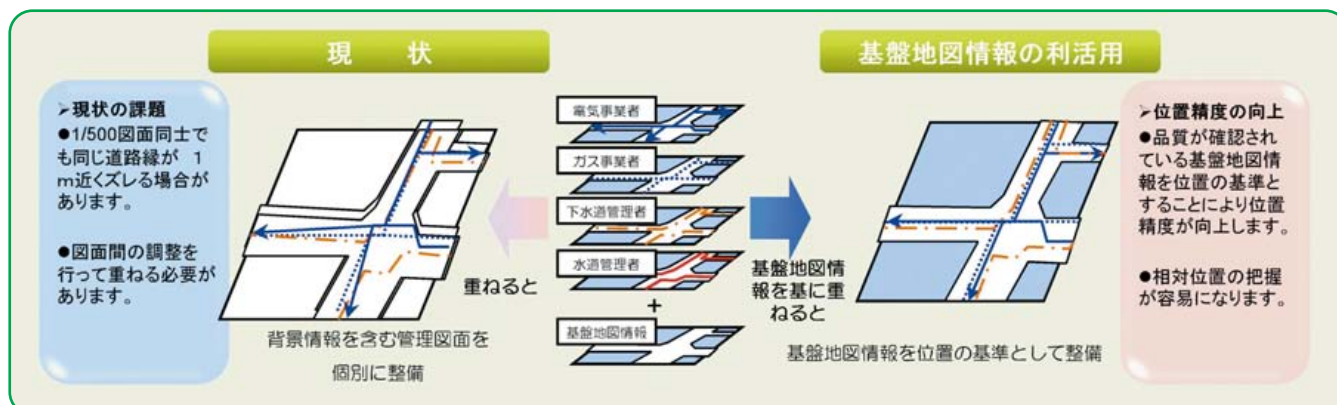 現　状
基盤地図情報の利活用
➢現状の課題
●1/500図面同士で
も同じ道路縁が 1
m近くズレる場合が
あります。
●図面間の調整を
行って重ねる必要が
あります。
重ねると
背景情報を含む管理図面を
個別に整備
電気事業者
ガス事業者
下水道管理者
水道管理者
+
基盤地図情報
基盤地図情
報を基に重
ねると
基盤地図情報を位置の基準として整備
➢位置精度の向上
●品質が確認され
ている基盤地図情
報を位置の基準と
することにより位置
精度が向上します。
●相対位置の把握
が容易になります。